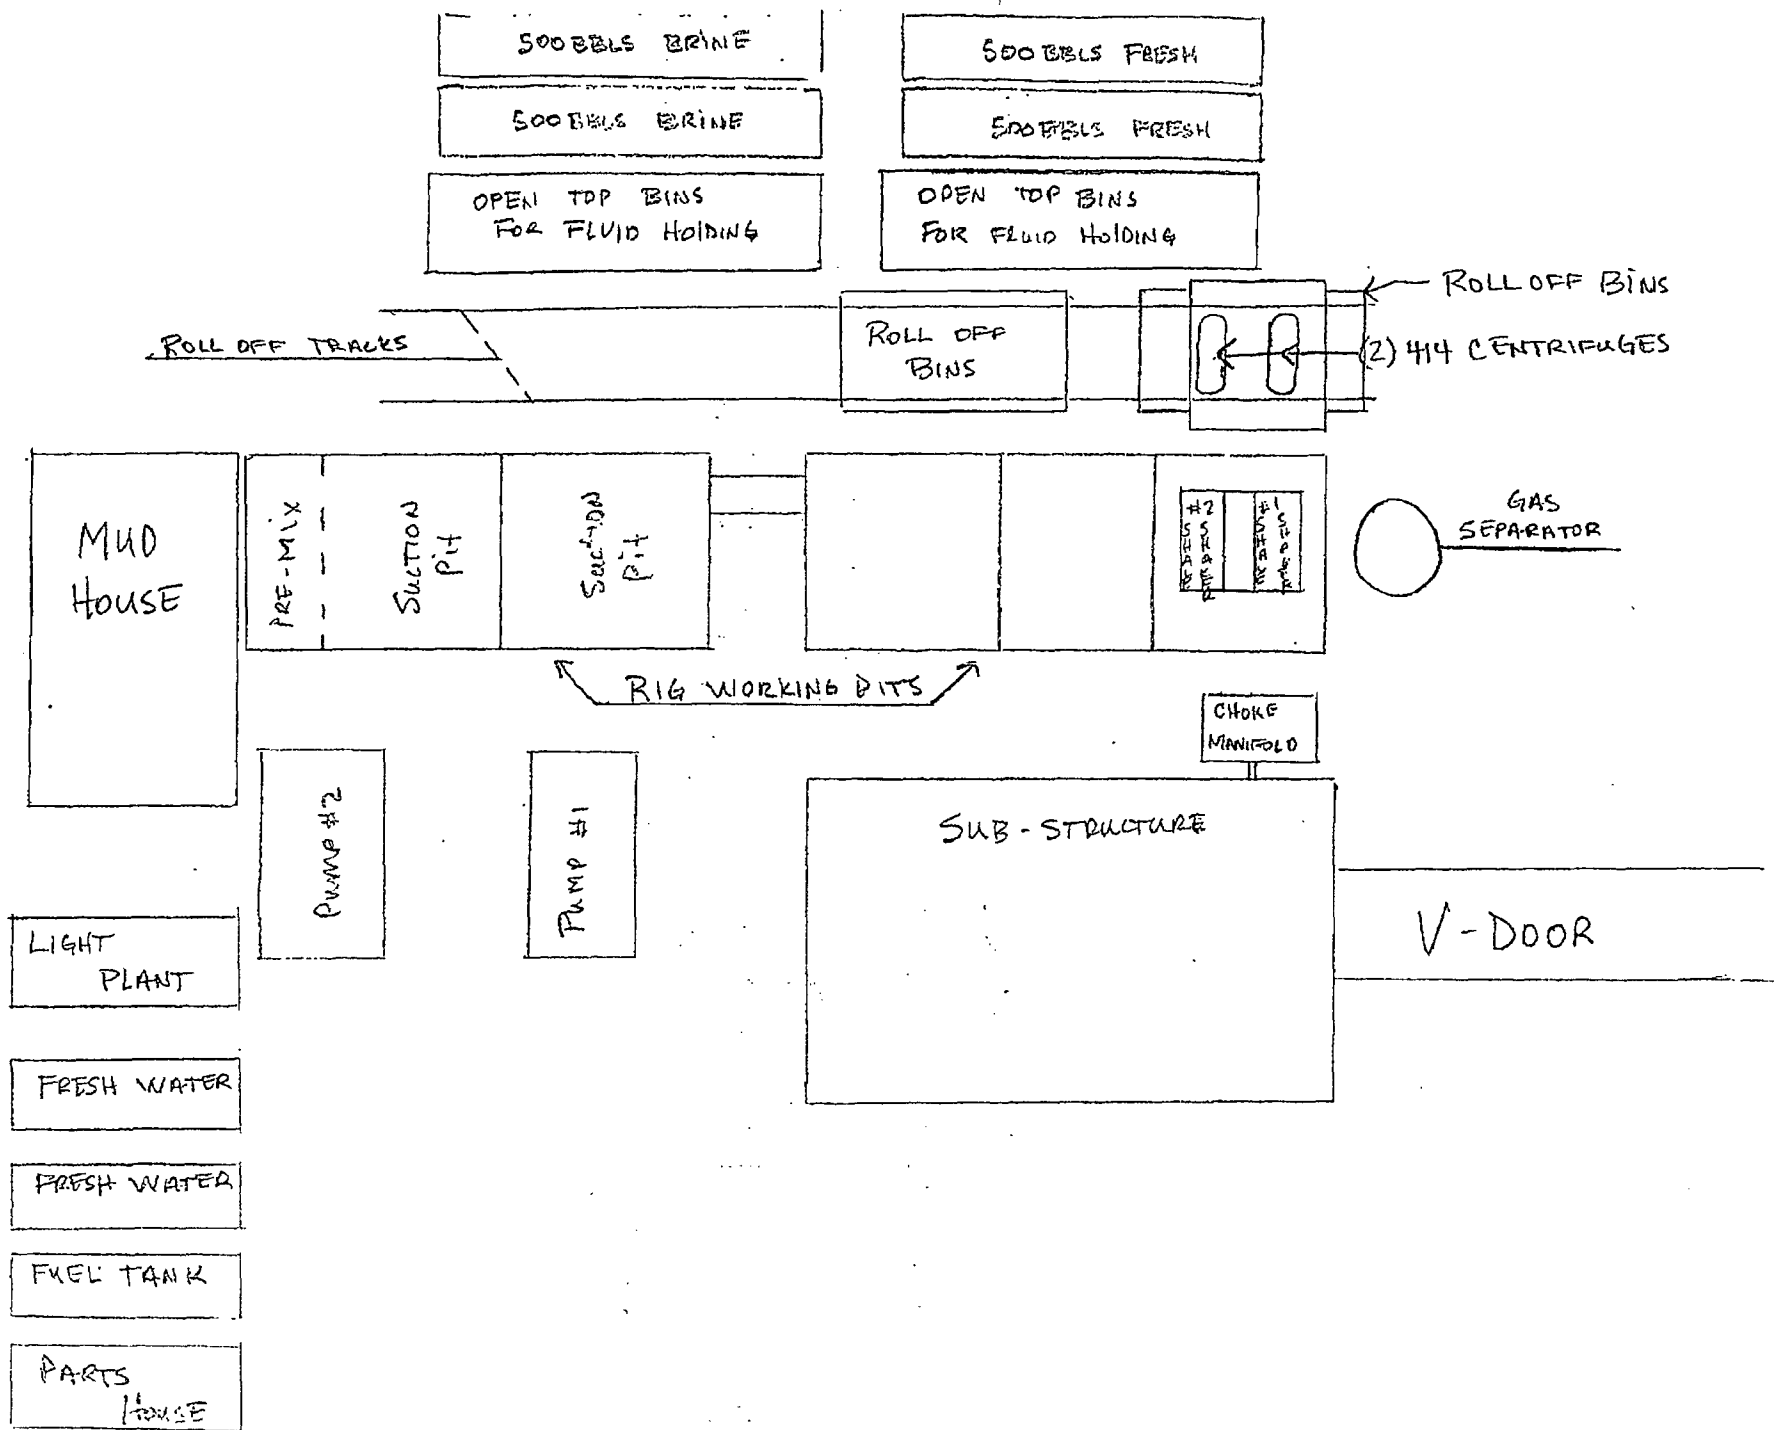 500 BBLS BRINE
500 BBLS FRESH
500 BBLS BRINE
500 BBLS FRESH
OPEN TOP BINS
FOR FLUID HOlDING
OPEN TOP BINS
FOR FLUID HOlDING
ROLL OFF BINS
ROLL OFF TRACKS
ROLL OFF
BINS
(2) 414 CENTRIFUGES
MUD
HOUSE
PRE-MIX
SUCTION
Pit
Suction
Pit
#2
SHAKER
SHAKER
#1
SHAKER
SHAKER
GAS
SEPARATOR
RIG WORKING PITS
CHOKE
MANIFOLD
PUMP #2
PUMP #1
SUB-STRUCTURE
V-DOOR
LIGHT
PLANT
FRESH WATER
FRESH WATER
FUEL TANK
PARTS
HOUSE